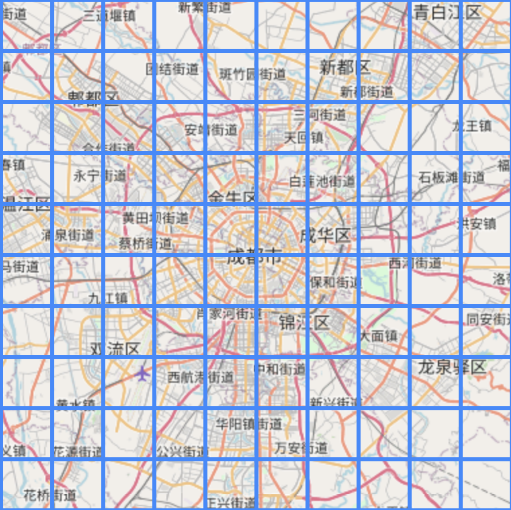 街道
三道堰镇
新繁街道
青白江区
郫都区
镇
团结街道
斑竹园街道
新都区
新都街道
郫都区
三河街道
安靖街道
天回镇
龙王镇
合作街道
春镇
永宁街道
白莲池街道
石板滩街道
福
温江区
金牛区
黄田坝街道
洪安镇
涌泉街道
蔡桥街道
成华区
成都市
马街道
西河街道
九江镇
保和街道
洛
肖家河街道
锦江区
同安街
大面镇
双流区
西航港街道
中和街道
龙泉驿区
黄水镇
新兴街道
华阳镇街道
义镇
花源街道
公兴街道
万安街道
花桥街道
正兴街道